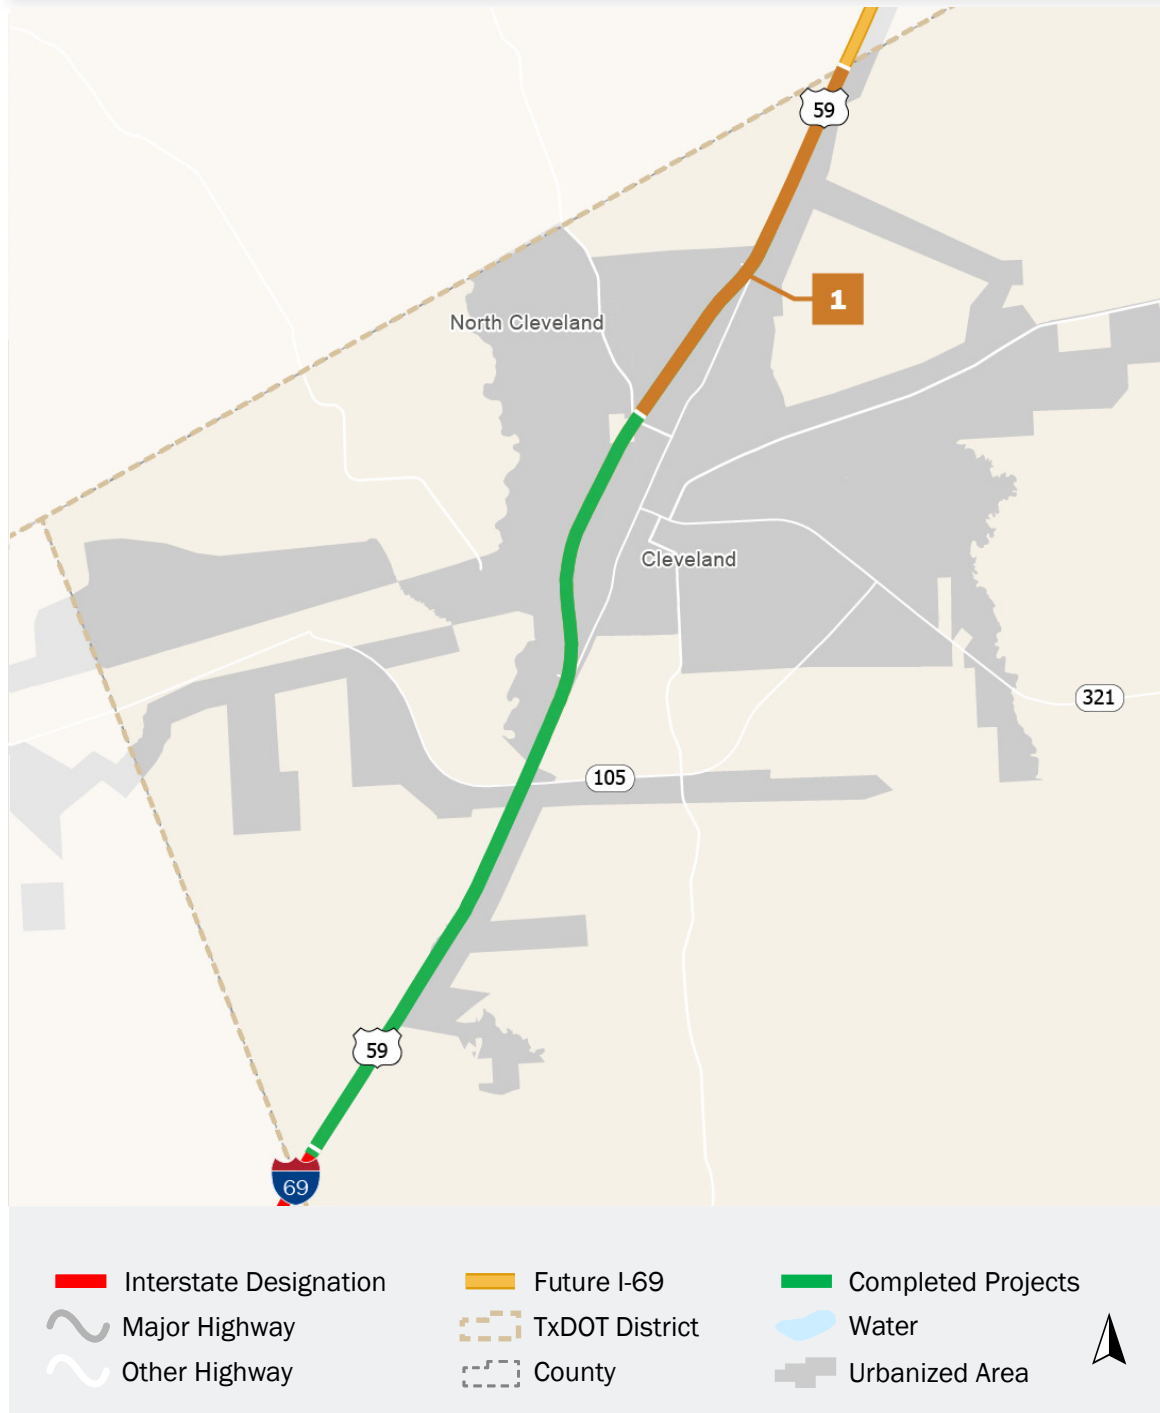 59
1
North Cleveland
Cleveland
321
105
59
69
Interstate Designation
Future I-69
Completed Projects
Major Highway
TxDOT District
Water
Other Highway
County
Urbanized Area